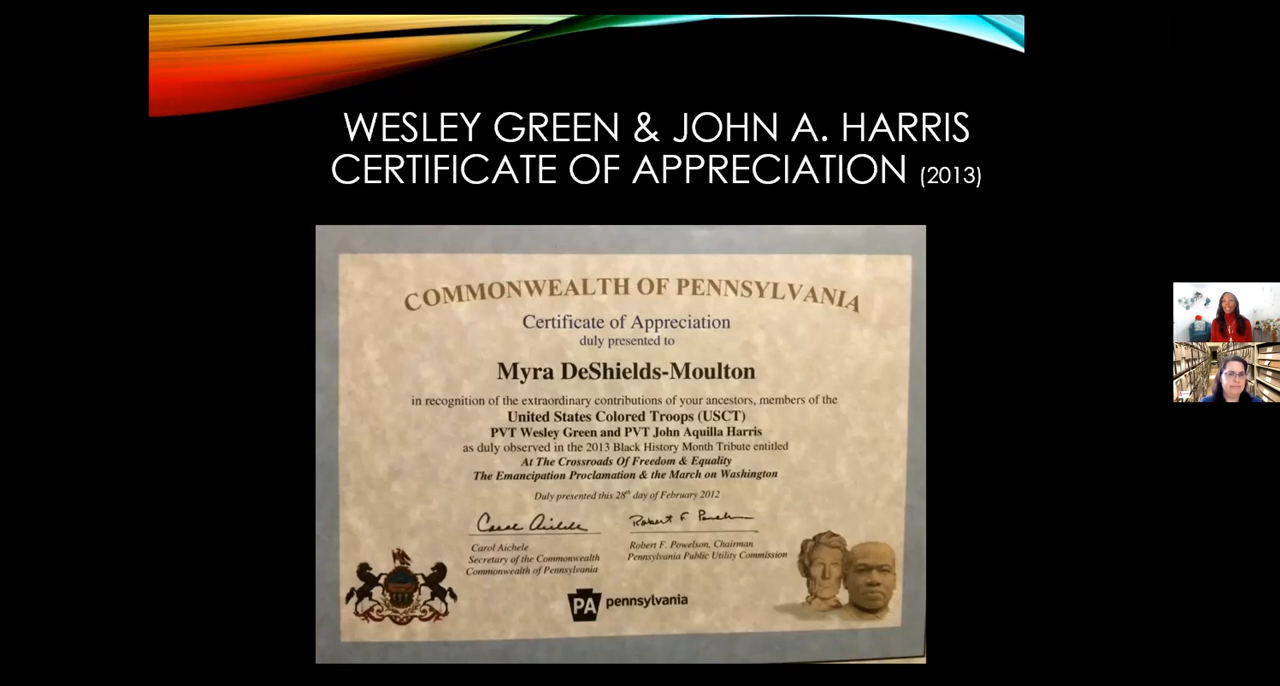 WESLEY GREEN & JOHN A. HARRIS
CERTIFICATE OF APPRECIATION (2013)
COMMONWEALTH OF PENNSYLVANIA
Certificate of Appreciation
duly presented to
Myra DeShields-Moulton
in recognition of the extraordinary contributions of your ancestors, members of the
United States Colored Troops (USCT)
PVT Wesley Green and PVT John Aquilla Harris
as duly observed in the 2013 Black History Month Tribute entitled
At The Crossroads Of Freedom & Equality
The Emancipation Proclamation & the March on Washington
Duly presented this 28th day of February 2012
Carol Aichele
Robert F. Powelson
Carol Aichele
Secretary of the Commonwealth
Commonwealth of Pennsylvania
Robert F. Powelson, Chairman
Pennsylvania Public Utility Commission
PA pennsylvania